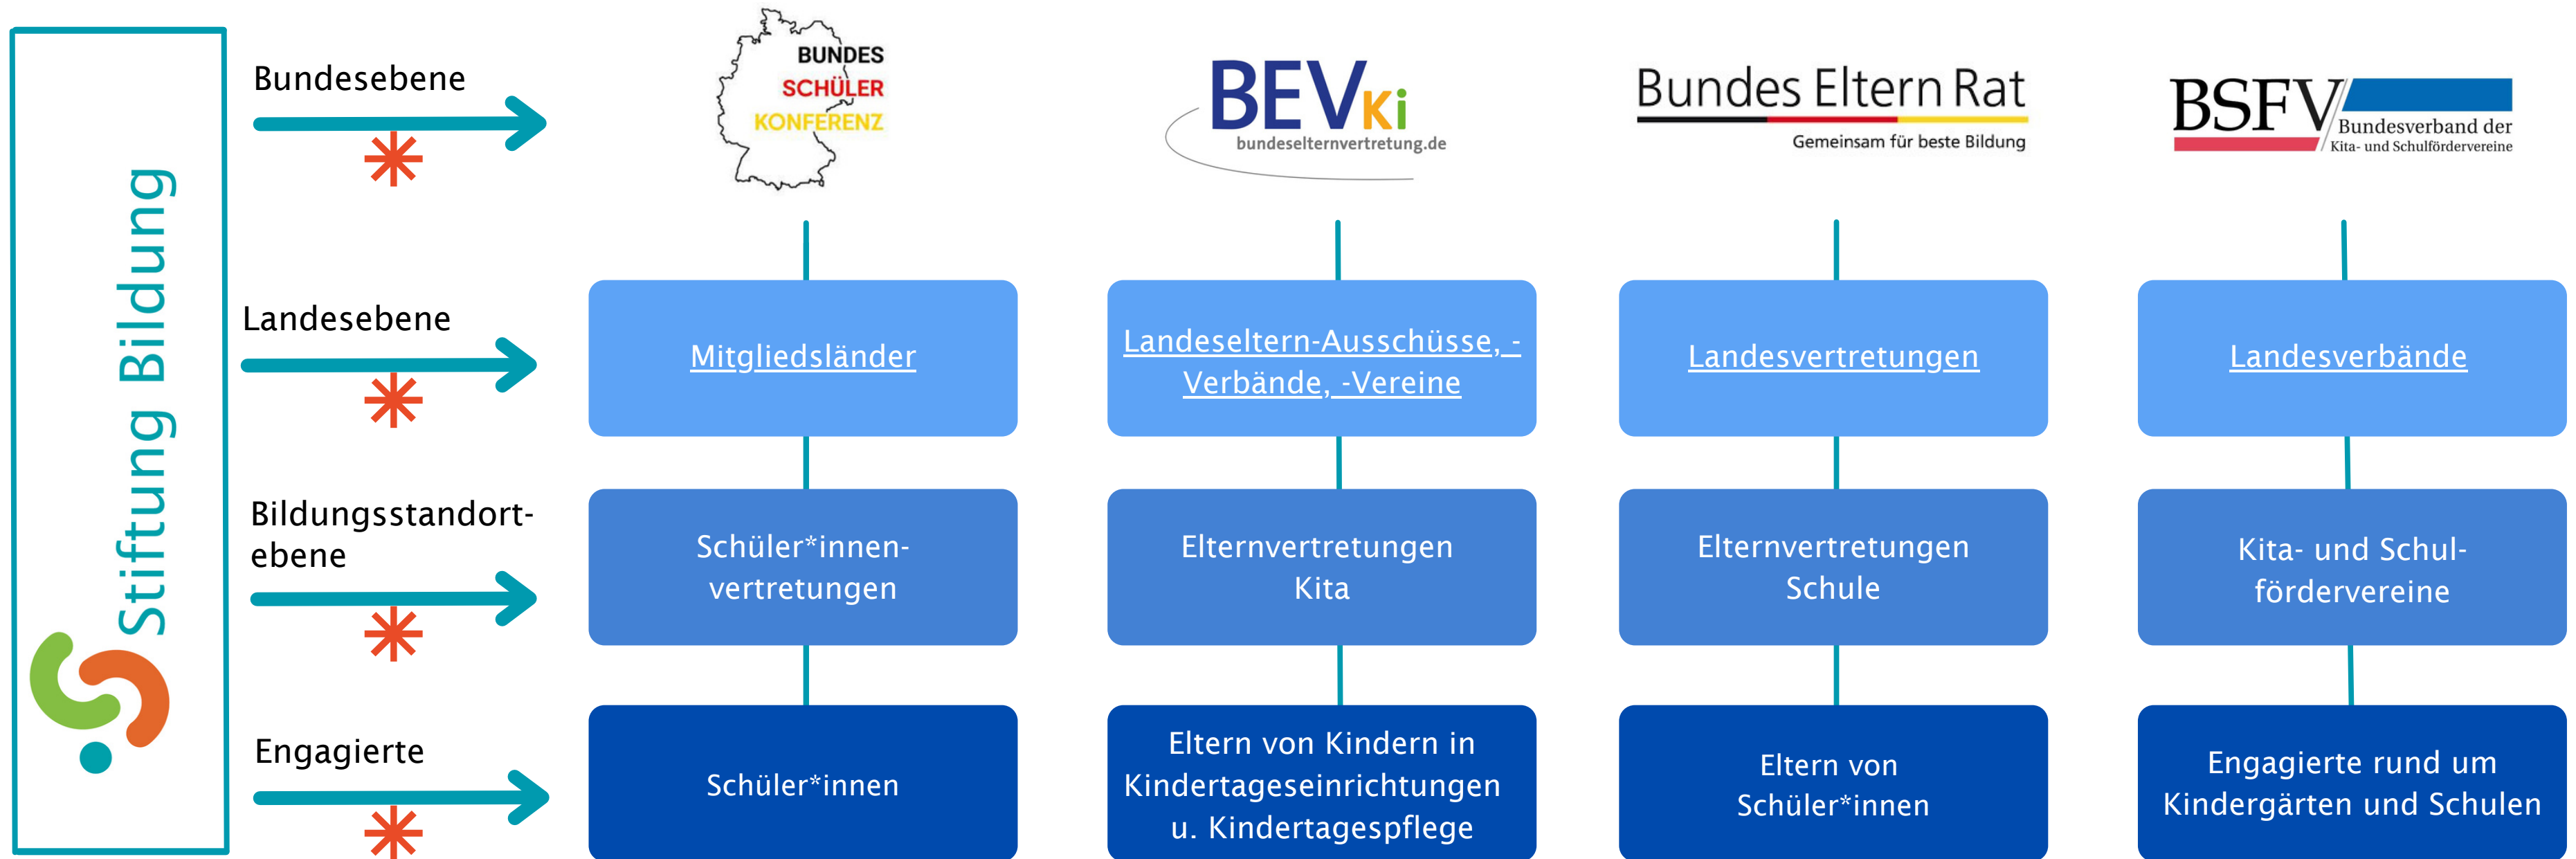 Stiftung Bildung
Bundesebene
BUNDES
SCHÜLER
KONFERENZ
BEVKi
bundeselternvertretung.de
Bundes Eltern Rat
Gemeinsam für beste Bildung
BSFV
Bundesverband der
Kita- und Schulfördervereine
Landesebene
Mitgliedsländer
Landeseltern-Ausschüsse, -
Verbände, -Vereine
Landesvertretungen
Landesverbände
Bildungsstandort-
ebene
Schüler*innen-
vertretungen
Elternvertretungen
Kita
Elternvertretungen
Schule
Kita- und Schul-
fördervereine
Engagierte
Schüler*innen
Eltern von Kindern in
Kindertageseinrichtungen
u. Kindertagespflege
Eltern von
Schüler*innen
Engagierte rund um
Kindergärten und Schulen